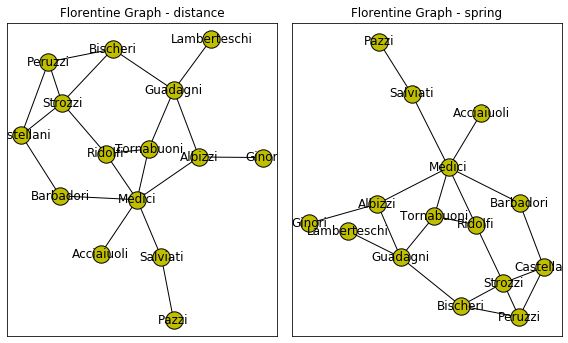 Florentine Graph - distance
Lamberteschi
Bischeri
Peruzzi
Guadagni
Strozzi
stellani
Ridolfi
Tornabuoni
Albizzi
Ginori
Barbadori
Medici
Acciaiuoli
Salviati
Pazzi
Florentine Graph - spring
Pazzi
Salviati
Acciaiuoli
Medici
Albizzi
Barbadori
Tornabuoni
Ginori
Ridolfi
Lamberteschi
Guadagni
Castella
Strozzi
Bischeri
Peruzzi